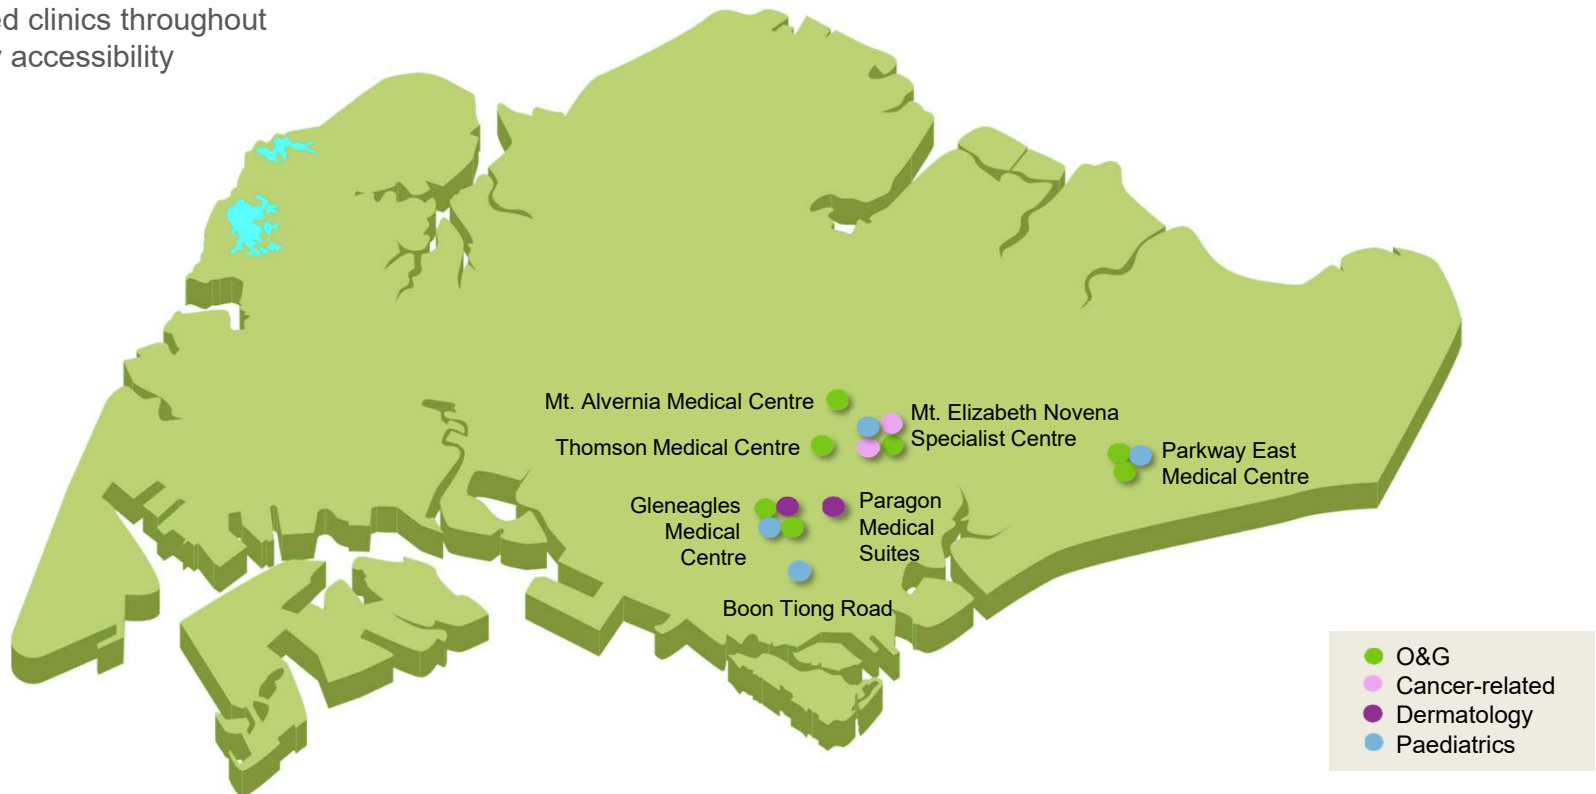 ed clinics throughout
y accessibility
Mt. Alvernia Medical Centre
Mt. Elizabeth Novena
Specialist Centre
Thomson Medical Centre
Parkway East
Medical Centre
Gleneagles
Medical
Centre
Paragon
Medical
Suites
Boon Tiong Road
O&G
Cancer-related
Dermatology
Paediatrics